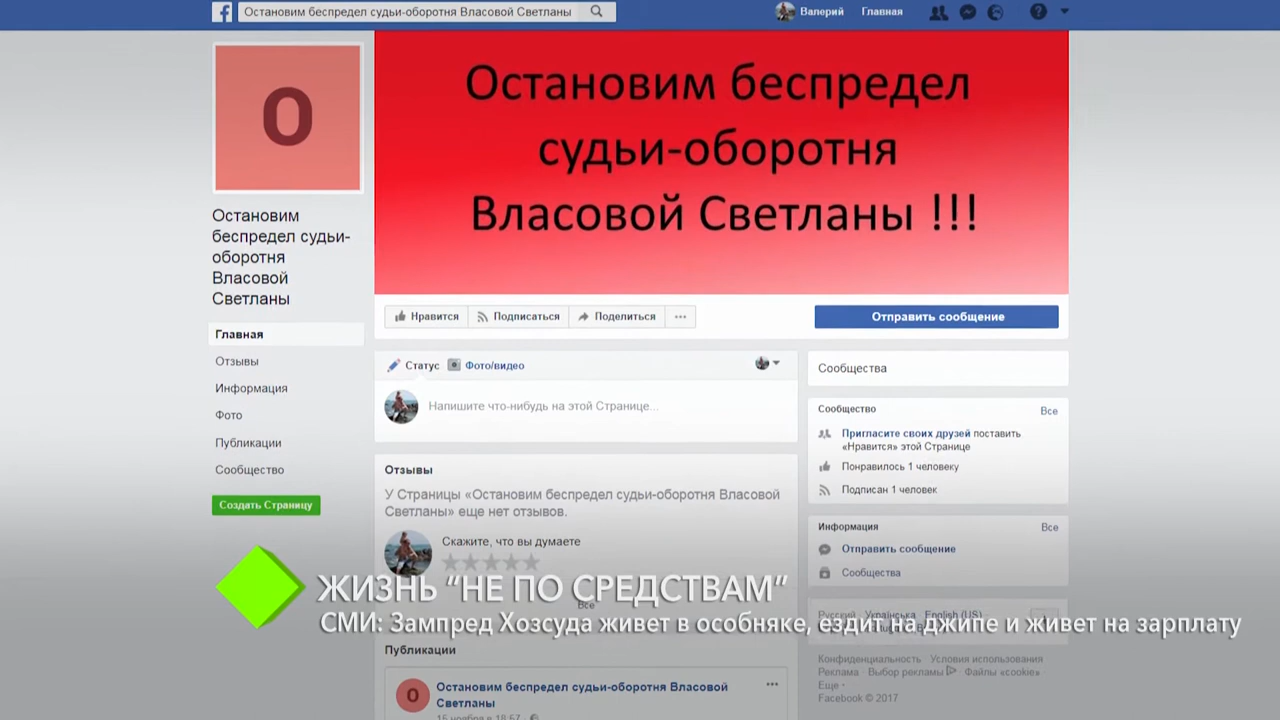 Остановим беспредел судьи-оборотня Власовой Светланы
Валерий
Главная
О
Остановим беспредел
судьи-оборотня
Власовой Светланы !!!
Остановим
беспредел судьи-
оборотня
Власовой
Светланы
Главная
Отзывы
Информация
Фото
Публикации
Сообщество
Создать Страницу
Нравится
Подписаться
Поделиться
Отправить сообщение
Статус
Фото/видео
Напишите что-нибудь на этой Странице...
Отзывы
У Страницы «Остановим беспредел судьи-оборотня Власовой
Светланы» еще нет отзывов.
Скажите, что вы думаете
Все
Публикации
О
Остановим беспредел судьи-оборотня Власовой
Светланы
15 ноября в 18:57
Сообщества
Сообщество
Все
Пригласите своих друзей поставить
«Нравится» этой Странице
Понравилось 1 человеку
Подписан 1 человек
Информация
Все
Отправить сообщение
Сообщества
Русский · Українська · English (US)
Конфиденциальность · Условия использования
Реклама · Выбор рекламы · Файлы «cookie»
Еще ·
Facebook © 2017
ЖИЗНЬ “НЕ ПО СРЕДСТВАМ”
СМИ: Зампред Хозсуда живет в особняке, ездит на джипе и живет на зарплату